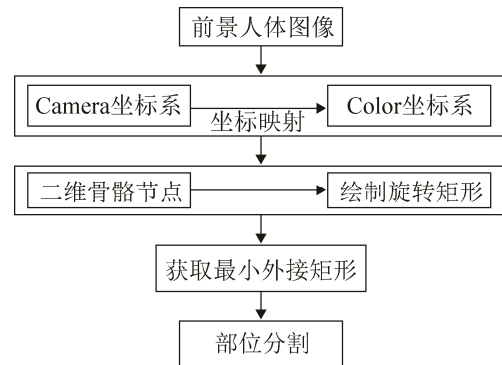 前景人体图像
Camera坐标系
坐标映射
Color坐标系
二维骨骼节点
绘制旋转矩形
获取最小外接矩形
部位分割